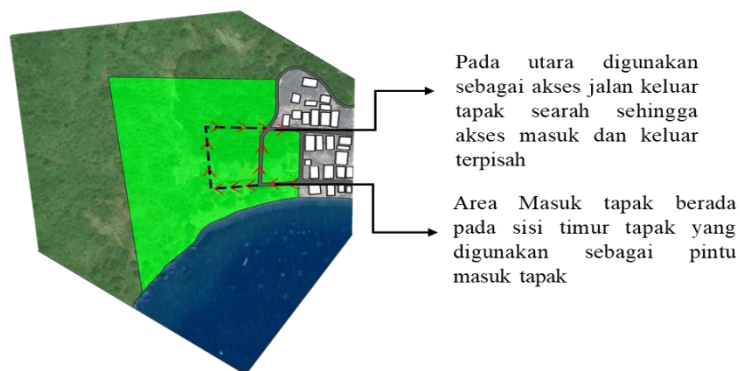 Pada utara digunakan
sebagai akses jalan keluar
tapak searah sehingga
akses masuk dan keluar
terpisah
Area Masuk tapak berada
pada sisi timur tapak yang
digunakan sebagai pintu
masuk tapak